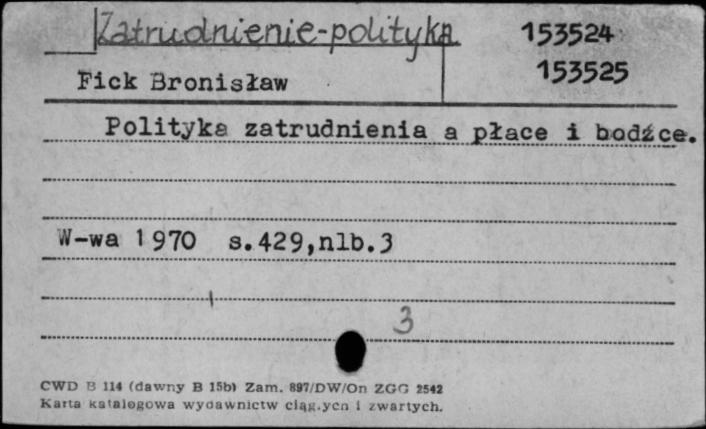 Zatrudnienie-polityka
153524
153525
Fick Bronisław
Polityka zatrudnienia a płace i bodźce.
W-wa 1970 s.429,nlb.3
3
CWD B 114 (dawny B 15b) Zam. 897/DW/On ZGG 2542
Karta katalogowa wydawnictw ciąg.ych i zwartych.